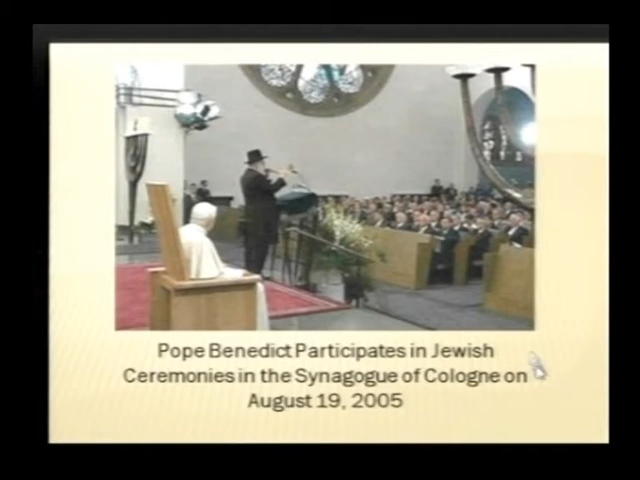 Pope Benedict Participates in Jewish
Ceremonies in the Synagogue of Cologne on
August 19, 2005